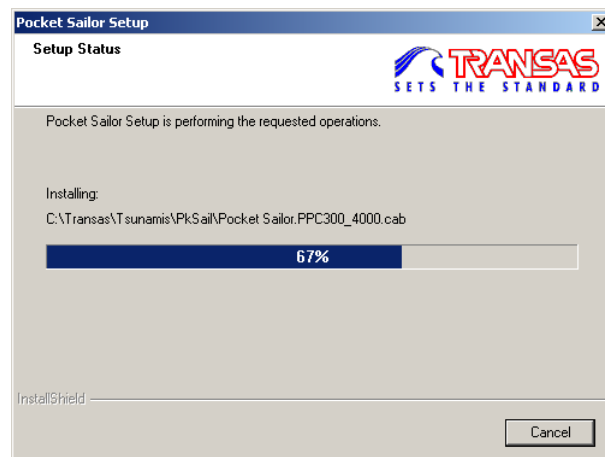 Pocket Sailor Setup
Setup Status
TRANSAS
SETS THE STANDARD
Pocket Sailor Setup is performing the requested operations.
Installing:
C:\Transas\Tsunamis\PkSail\Pocket Sailor.PPC300_4000.cab
67%
InstallShield
Cancel